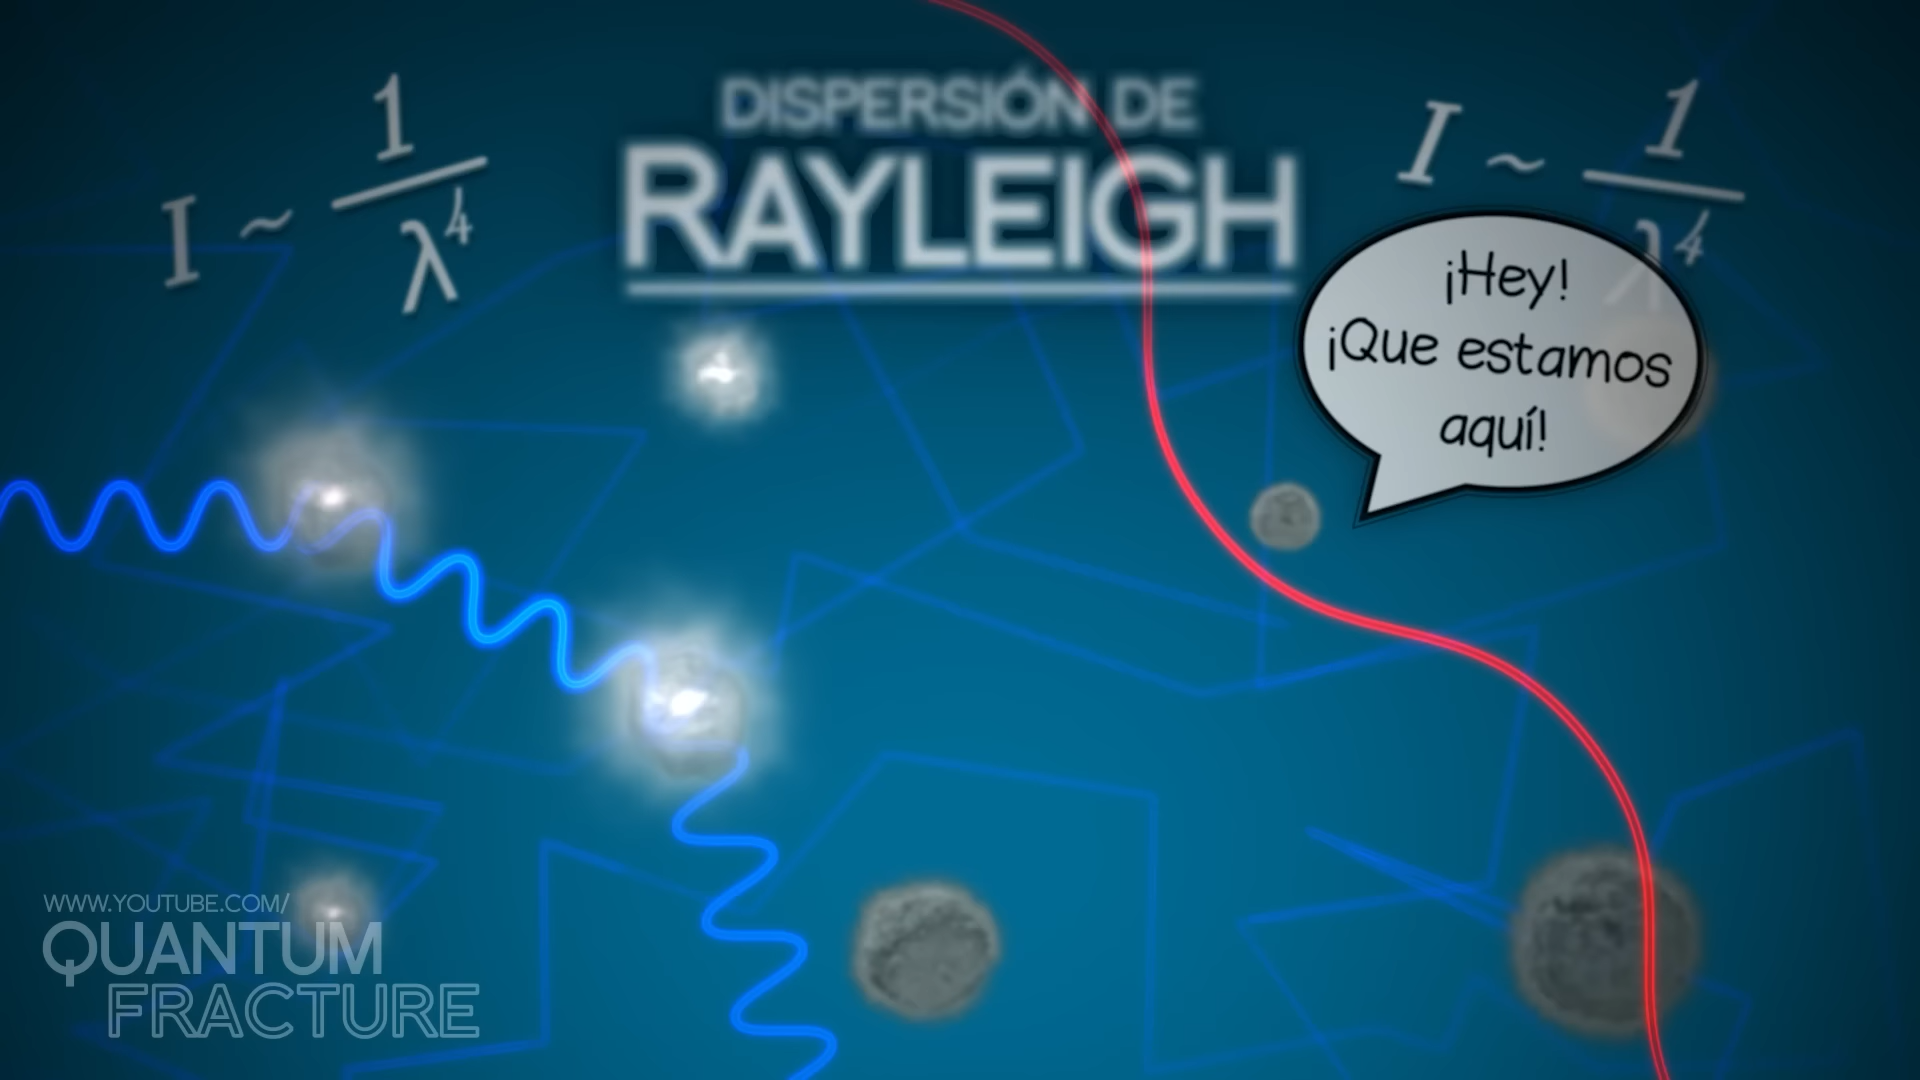 DISPERSIÓN DE
RAYLEIGH
I ~ 1/λ⁴
I ~ 1/λ⁴
¡Hey!
¡Que estamos
aquí!
WWW.YOUTUBE.COM/
QUANTUM
FRACTURE